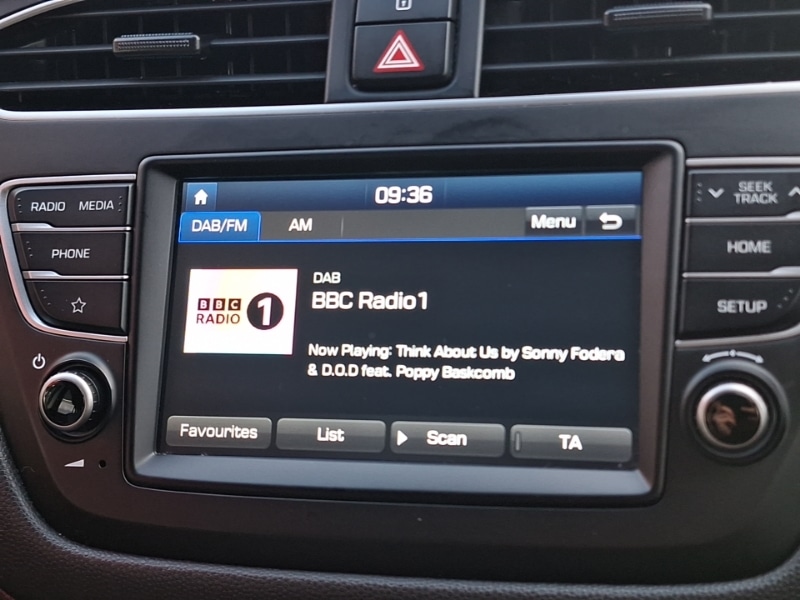 RADIO MEDIA
PHONE
09:36
DAB/FM AM Menu
BBC
RADIO 1
DAB
BBC Radio1
Now Playing: Think About Us by Sonny Fodera
& D.O.D feat. Poppy Baskcomb
Favourites List Scan TA
SEEK
TRACK
HOME
SETUP